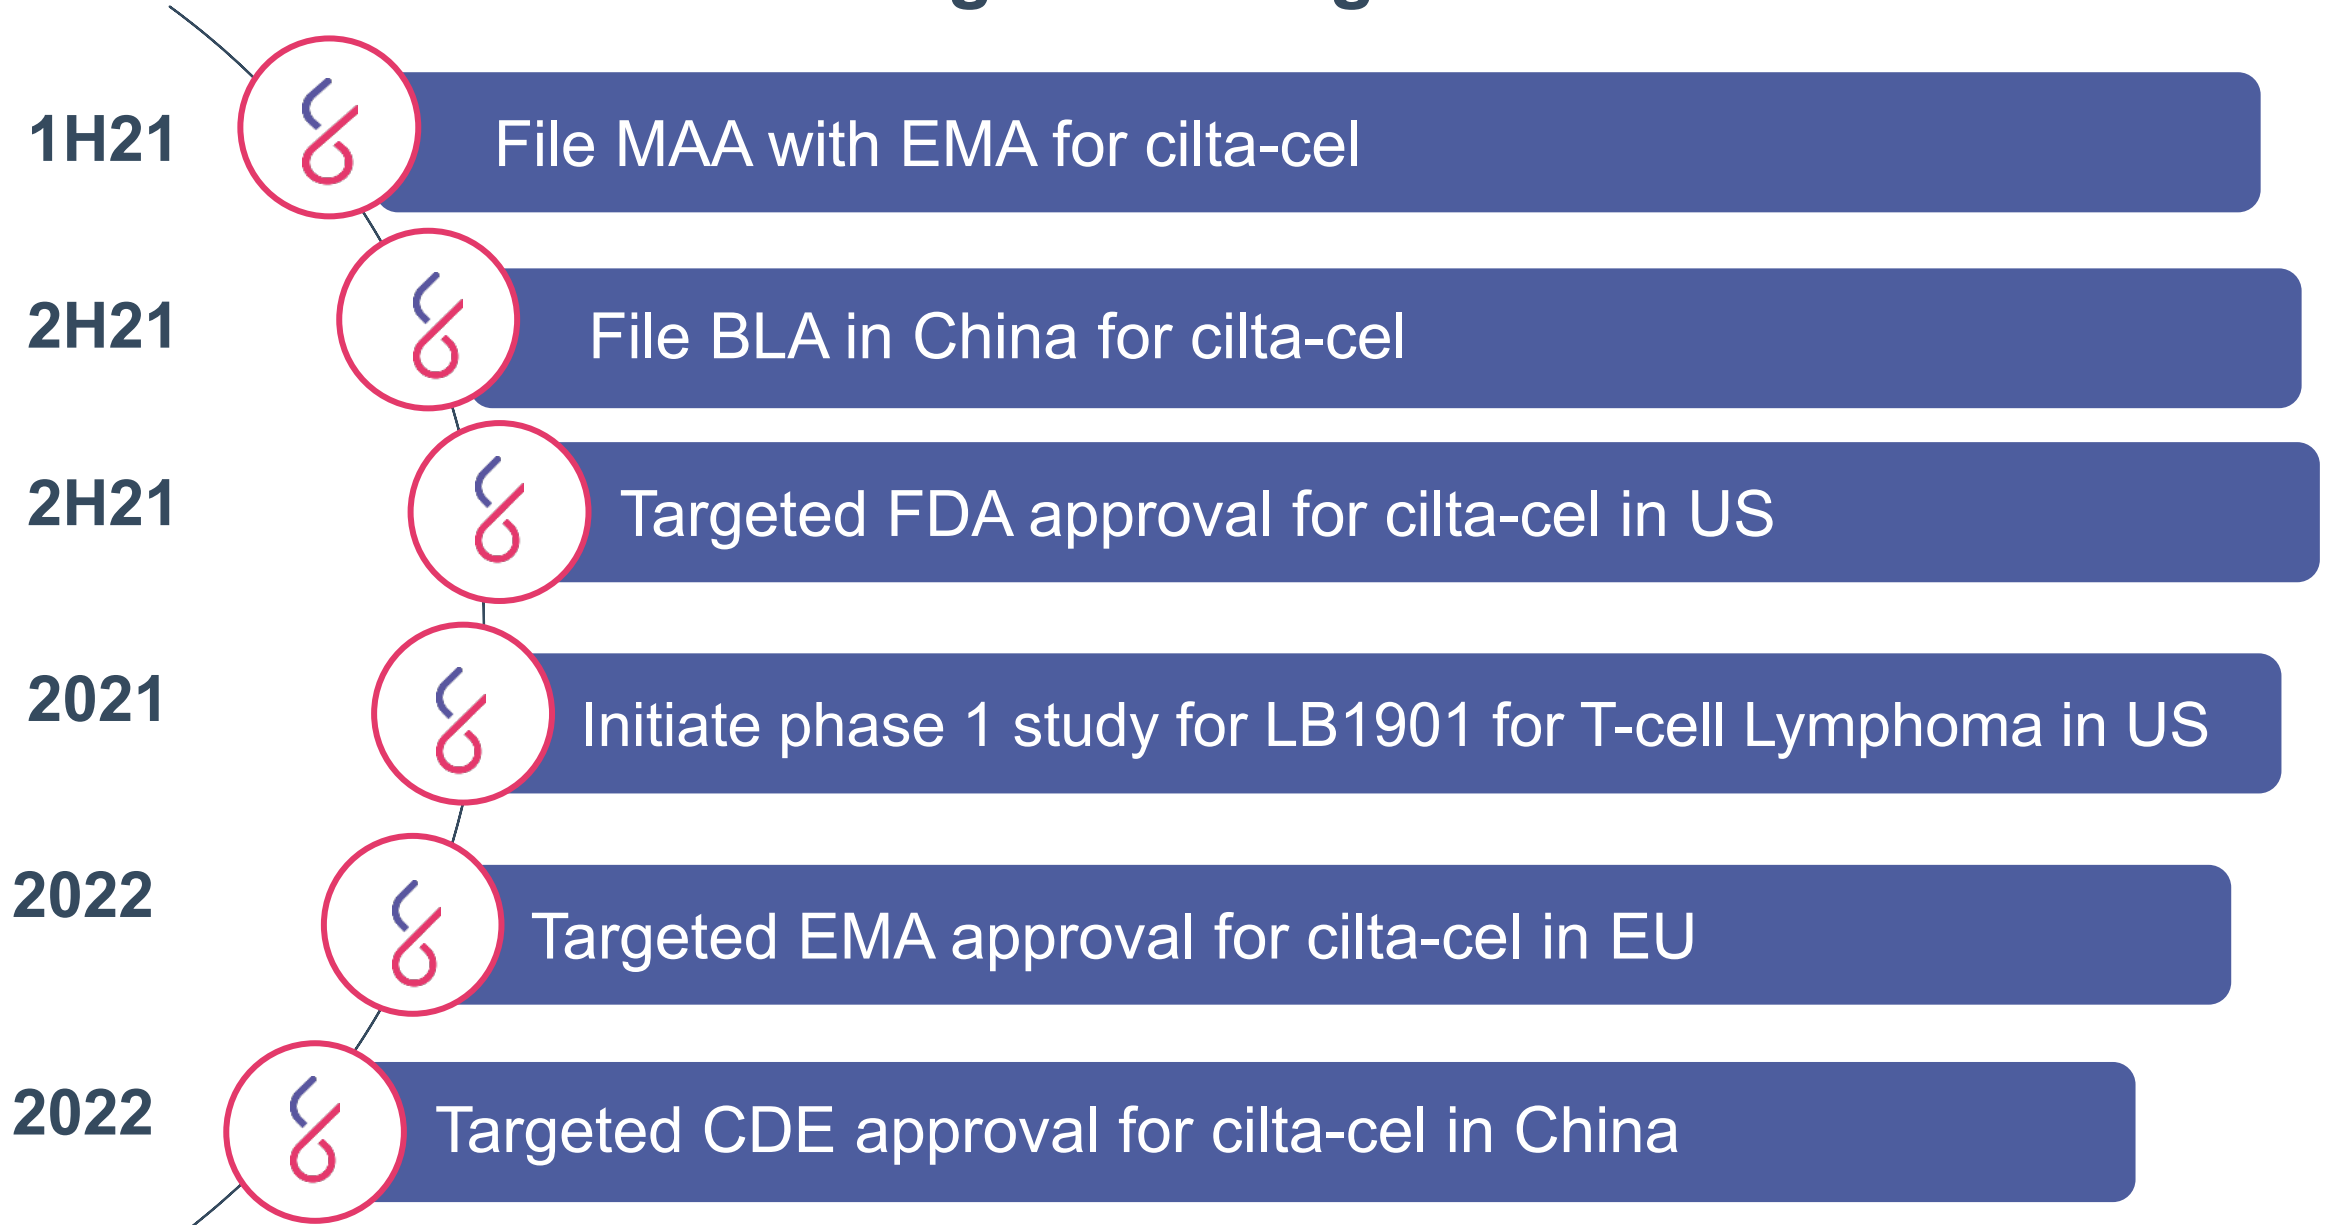 1H21
File MAA with EMA for cilta-cel
2H21
File BLA in China for cilta-cel
2H21
Targeted FDA approval for cilta-cel in US
2021
Initiate phase 1 study for LB1901 for T-cell Lymphoma in US
2022
Targeted EMA approval for cilta-cel in EU
2022
Targeted CDE approval for cilta-cel in China